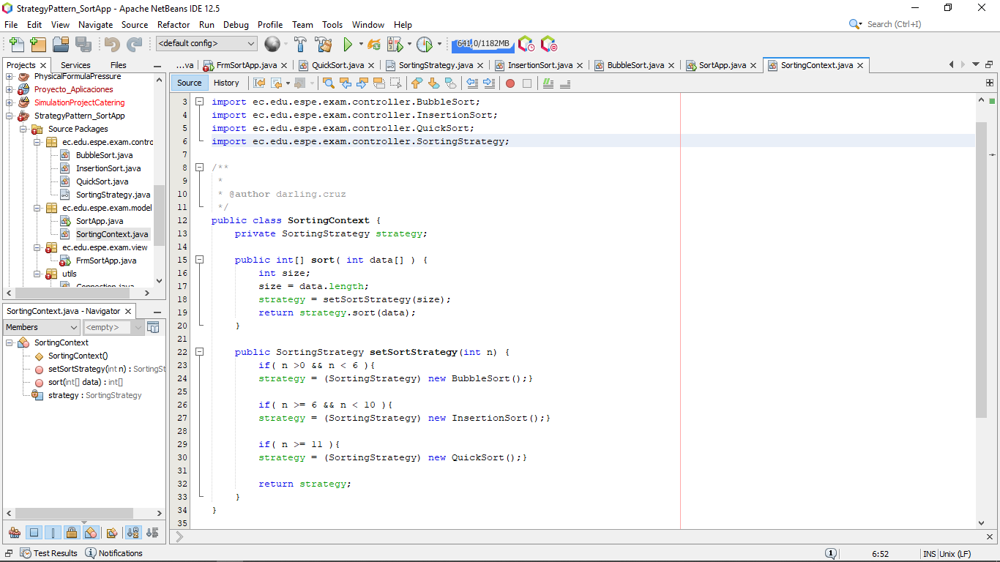 StrategyPattern_SortApp - Apache NetBeans IDE 12.5
File Edit View Navigate Source Refactor Run Debug Profile Team Tools Window Help
Search (Ctrl+I)
<default config>
641,0/1182MB
Projects Services Files
...va FrmSortApp.java QuickSort.java SortingStrategy.java InsertionSort.java BubbleSort.java SortApp.java SortingContext.java
Source History
PhysicalFormulaPressure
Proyecto_Aplicaciones
SimulationProjectCatering
StrategyPattern_SortApp
Source Packages
ec.edu.espe.exam.contro
BubbleSort.java
InsertionSort.java
QuickSort.java
SortingStrategy.java
ec.edu.espe.exam.model
SortApp.java
SortingContext.java
ec.edu.espe.exam.view
FrmSortApp.java
utils
Connection.java
SortingContext.java - Navigator
Members <empty>
SortingContext
SortingContext()
setSortStrategy(int n) : SortingSt
sort(int[] data) : int[]
strategy : SortingStrategy
3 import ec.edu.espe.exam.controller.BubbleSort;
4 import ec.edu.espe.exam.controller.InsertionSort;
5 import ec.edu.espe.exam.controller.QuickSort;
6 import ec.edu.espe.exam.controller.SortingStrategy;
7
8 /**
9 *
10 * @author darling.cruz
11 */
12 public class SortingContext {
13 private SortingStrategy strategy;
14
15 public int[] sort( int data[] ) {
16 int size;
17 size = data.length;
18 strategy = setSortStrategy(size);
19 return strategy.sort(data);
20 }
21
22 public SortingStrategy setSortStrategy(int n) {
23 if( n >0 && n < 6 ){
24 strategy = (SortingStrategy) new BubbleSort();}
25
26 if( n >= 6 && n < 10 ){
27 strategy = (SortingStrategy) new InsertionSort();}
28
29 if( n >= 11 ){
30 strategy = (SortingStrategy) new QuickSort();}
31
32 return strategy;
33 }
34 }
35
Test Results Notifications
1 6:52 INS Unix (LF)